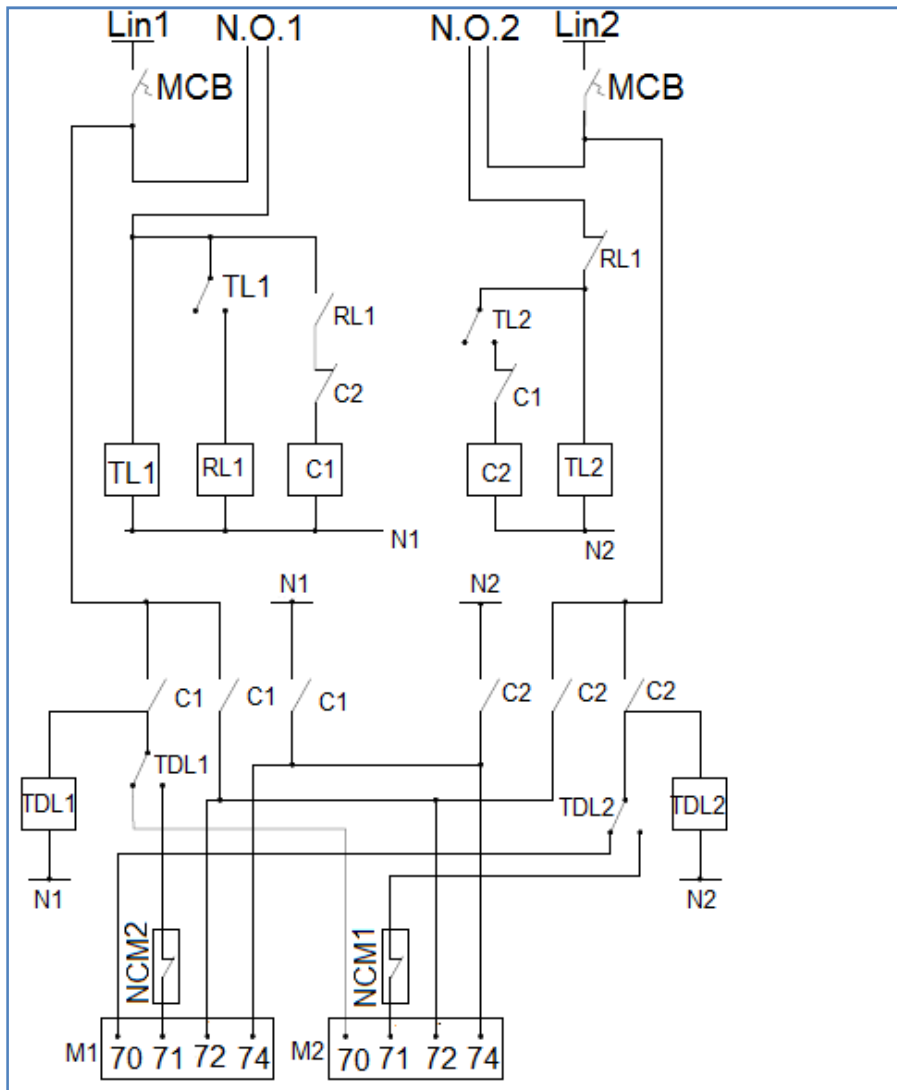 Lin1 N.O.1 N.O.2 Lin2
MCB MCB
RL1
TL1 RL1 TL2
C2 C1
TL1 RL1 C1 C2 TL2
N1 N2
N1 N2
C1 C1 C1 C2 C2 C2
TDL1
TDL1 TDL2 TDL2
N1 N2
NCM2 NCM1
M1 70 71 72 74 M2 70 71 72 74